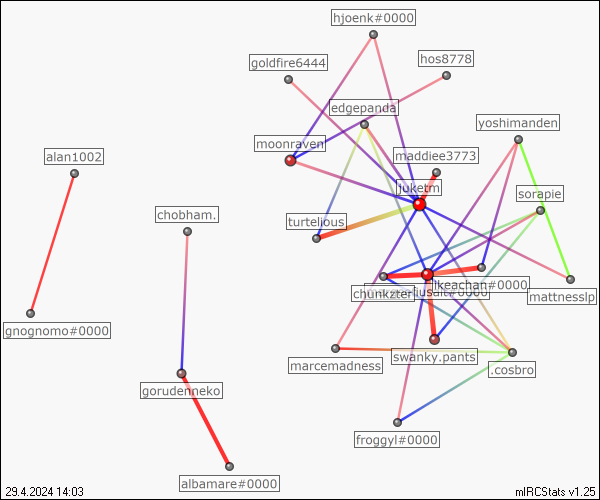 hjoenk#0000
goldfire6444
hos8778
edgepanda
yoshimanden
moonraven
alan1002
maddiee3773
juketm
sorapie
chobham.
turtelious
lkeachan#0000
chunkzter
mattnesslp
gnognomo#0000
swanky.pants
marcemadness
.cosbro
gorudenneko
froggyl#0000
albamare#0000
29.4.2024 14:03
mIRCStats v1.25